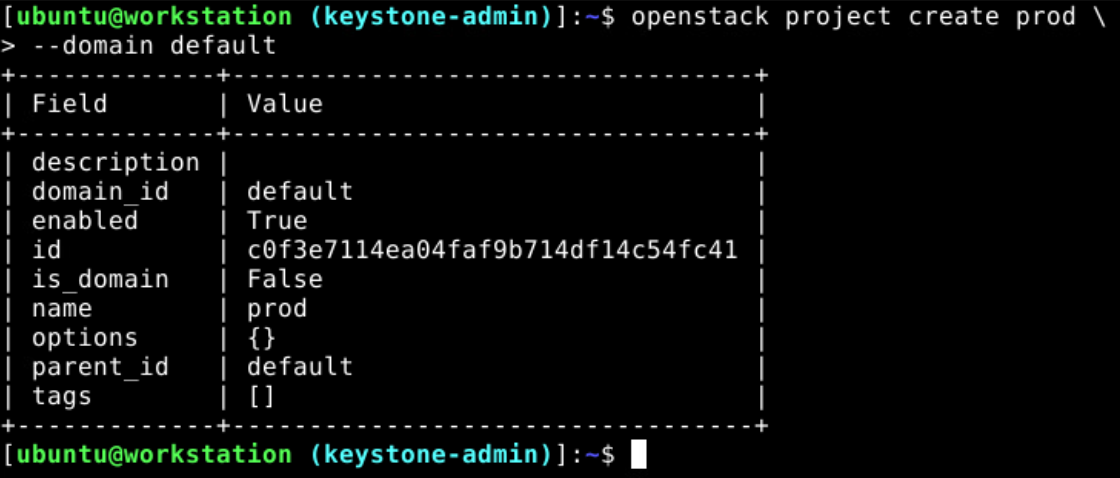 [ubuntu@workstation (keystone-admin)]:~$ openstack project create prod \
> --domain default
+-------------+----------------------------------+
| Field       | Value                            |
+-------------+----------------------------------+
| description |                                  |
| domain_id   | default                          |
| enabled     | True                             |
| id          | c0f3e7114ea04faf9b714df14c54fc41 |
| is_domain   | False                            |
| name        | prod                             |
| options     | {}                               |
| parent_id   | default                          |
| tags        | []                               |
+-------------+----------------------------------+
[ubuntu@workstation (keystone-admin)]:~$